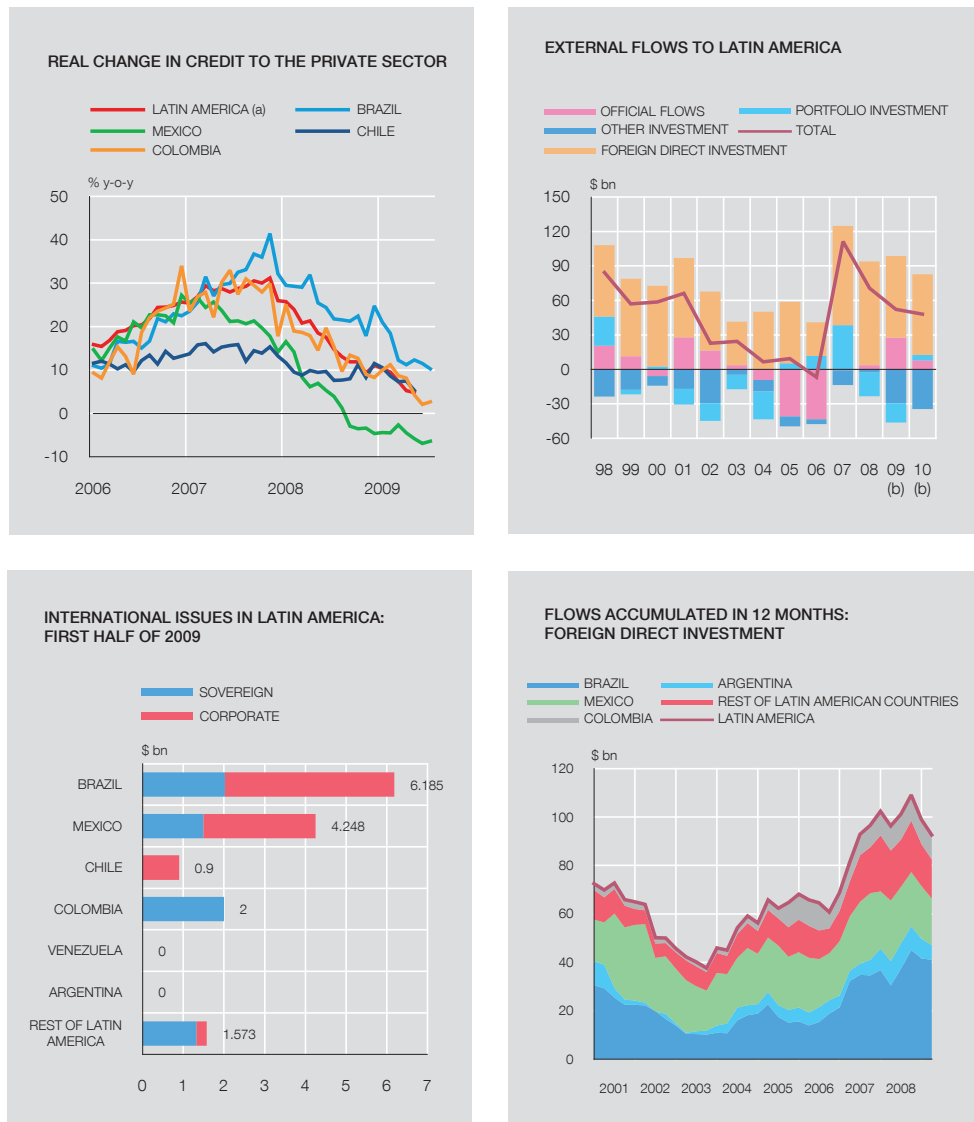 REAL CHANGE IN CREDIT TO THE PRIVATE SECTOR
LATIN AMERICA (a)
BRAZIL
MEXICO
CHILE
COLOMBIA
% y-o-y
50
40
30
20
10
0
-10
2006 2007 2008 2009
EXTERNAL FLOWS TO LATIN AMERICA
OFFICIAL FLOWS
PORTFOLIO INVESTMENT
OTHER INVESTMENT
TOTAL
FOREIGN DIRECT INVESTMENT
$ bn
150
120
90
60
30
0
-30
-60
98 99 00 01 02 03 04 05 06 07 08 09 10
(b) (b)
INTERNATIONAL ISSUES IN LATIN AMERICA:
FIRST HALF OF 2009
SOVEREIGN
CORPORATE
$ bn
BRAZIL 6.185
MEXICO 4.248
CHILE 0.9
COLOMBIA 2
VENEZUELA 0
ARGENTINA 0
REST OF LATIN
AMERICA 1.573
0 1 2 3 4 5 6 7
FLOWS ACCUMULATED IN 12 MONTHS:
FOREIGN DIRECT INVESTMENT
BRAZIL
ARGENTINA
MEXICO
REST OF LATIN AMERICAN COUNTRIES
COLOMBIA
LATIN AMERICA
$ bn
120
100
80
60
40
20
0
2001 2002 2003 2004 2005 2006 2007 2008